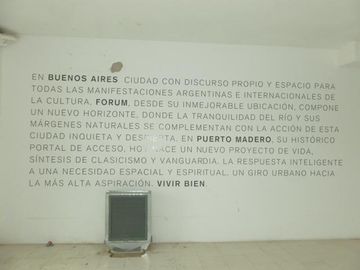 EN BUENOS AIRES CIUDAD CON DISCURSO PROPIO Y ESPACIO PARA
TODAS LAS MANIFESTACIONES ARGENTINAS E INTERNACIONALES DE
LA CULTURA, FORUM, DESDE SU INMEJORABLE UBICACIÓN, COMPONE
UN NUEVO HORIZONTE, DONDE LA TRANQUILIDAD DEL RÍO Y SUS
MÁRGENES NATURALES SE COMPLEMENTAN CON LA ACCIÓN DE ESTA
CIUDAD INQUIETA Y EN PUERTO MADERO, SU HISTÓRICO
PORTAL DE ACCESO, NACE UN NUEVO PROYECTO DE VIDA,
SÍNTESIS DE CLASICISMO Y VANGUARDIA. LA RESPUESTA INTELIGENTE
A UNA NECESIDAD ESPACIAL Y ESPIRITUAL. UN GIRO URBANO HACIA
LA MÁS ALTA ASPIRACIÓN. VIVIR BIEN.